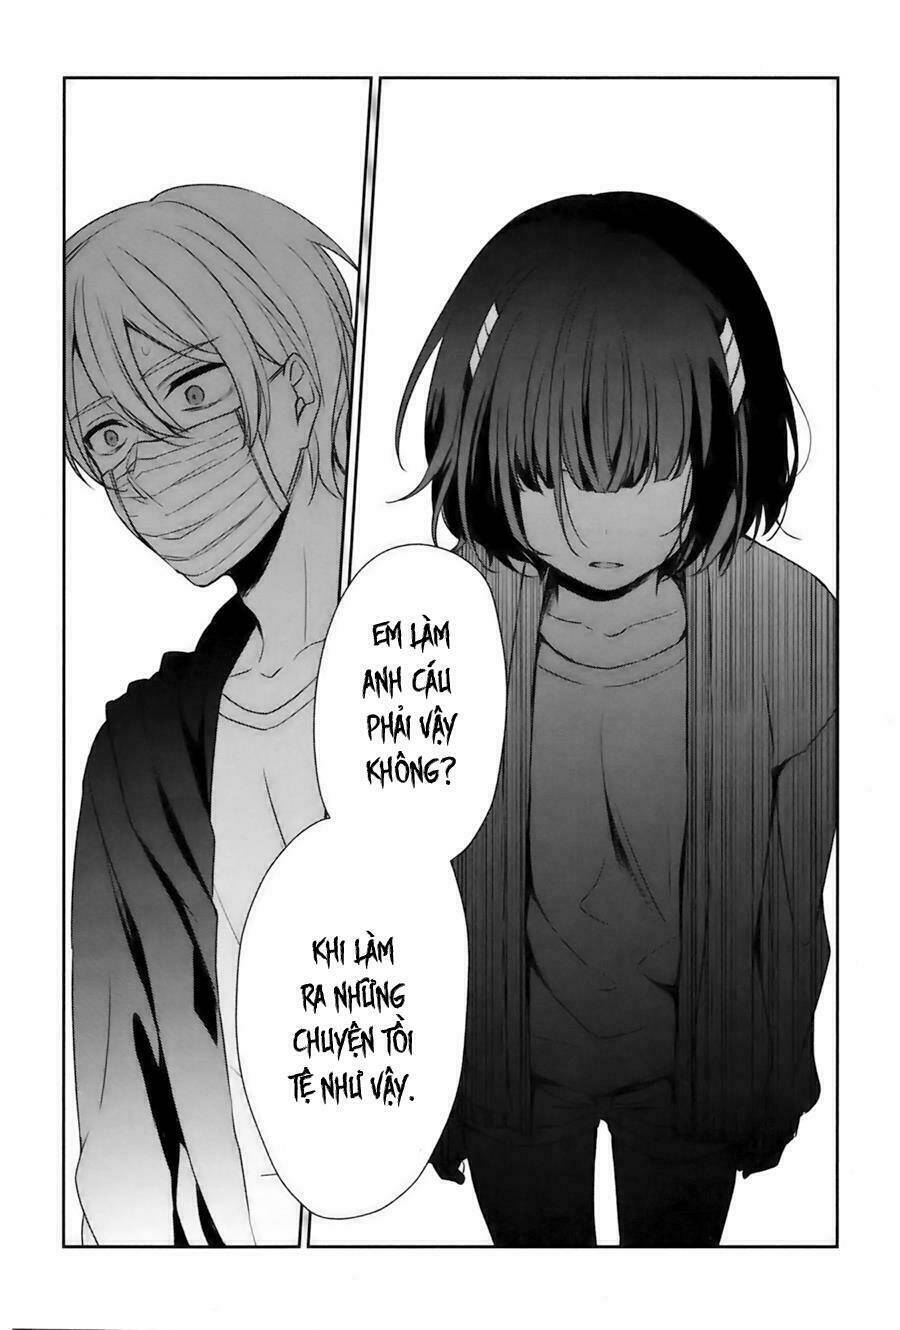 EM LÀM
ANH CÁU
PHẢI VẬY
KHÔNG?
KHI LÀM
RA NHỮNG
CHUYỆN TỒI
TỆ NHƯ VẬY.